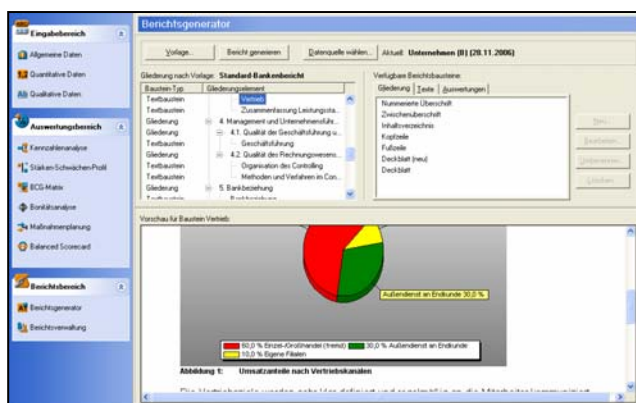 Berichtsgenerator
Eingabebereich
Allgemeine Daten
Quantitative Daten
Qualitative Daten
Auswertungsbereich
Kennzahlenanalyse
Stärken-Schwächen-Profil
ECG-Matrix
Bonitätsanalyse
Maßnahmenplanung
Balanced Scorecard
Berichtsbereich
Berichtsgenerator
Berichtsverwaltung
Vorlage... Bericht generieren Datenquelle wählen... Aktuell: Unternehmen (B) (28.11.2006)
Gliederung nach Vorlage: Standard-Bankenbericht
Baustein-Typ Gliederungselement
Textbaustein Vertrieb
Textbaustein Zusammenfassung Leistungssta...
Gliederung 4. Management und Unternehmensführ...
Gliederung 4.1. Qualität der Geschäftsführung u...
Textbaustein Geschäftsführung
Gliederung 4.2. Qualität des Rechnungswesens...
Textbaustein Organisation des Controlling
Textbaustein Methoden und Verfahren im Con...
Gliederung 5. Bankbeziehung
Textbaustein Bankbeziehung
Verfügbare Berichtsbausteine:
Gliederung Texte Auswertungen
Nummerierte Überschrift
Zwischenüberschrift
Inhaltsverzeichnis
Kopfzeile
Fußzeile
Deckblatt (neu)
Deckblatt
Neu...
Bearbeiten...
Umbenennen...
Löschen
Vorschau für Baustein Vertrieb:
Außendienst an Endkunde 30,0 %
60,0 % Einzel-/Großhandel (fremd) 30,0 % Außendienst an Endkunde
10,0 % Eigene Filialen
Abbildung 1: Umsatzanteile nach Vertriebskanälen